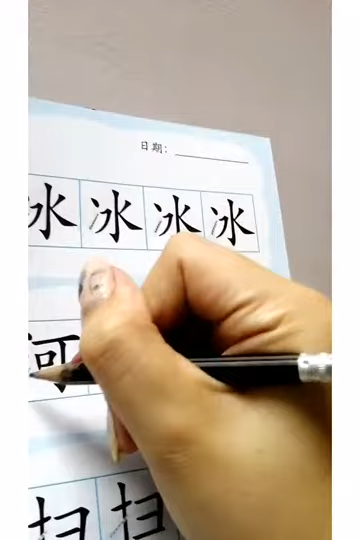 日期:
冰 冰 冰 冰
河
扫 扫